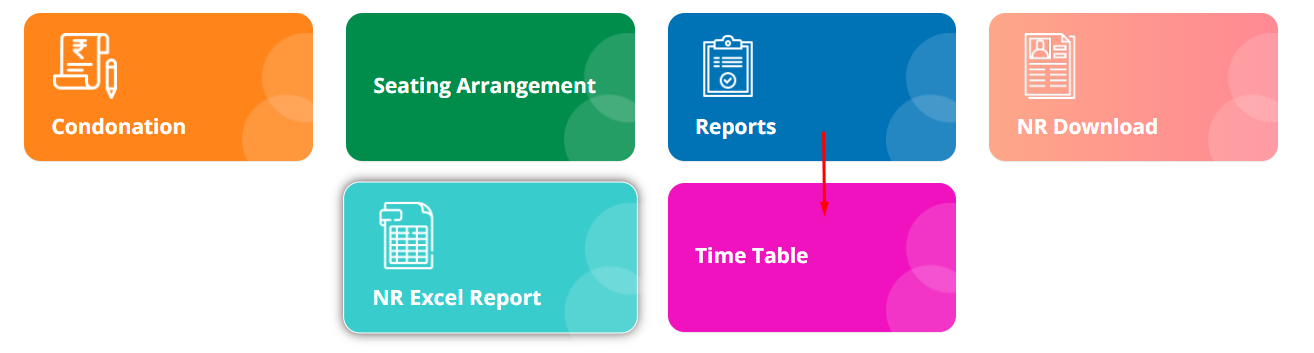 Condonation
Seating Arrangement
Reports
NR Download
NR Excel Report
Time Table